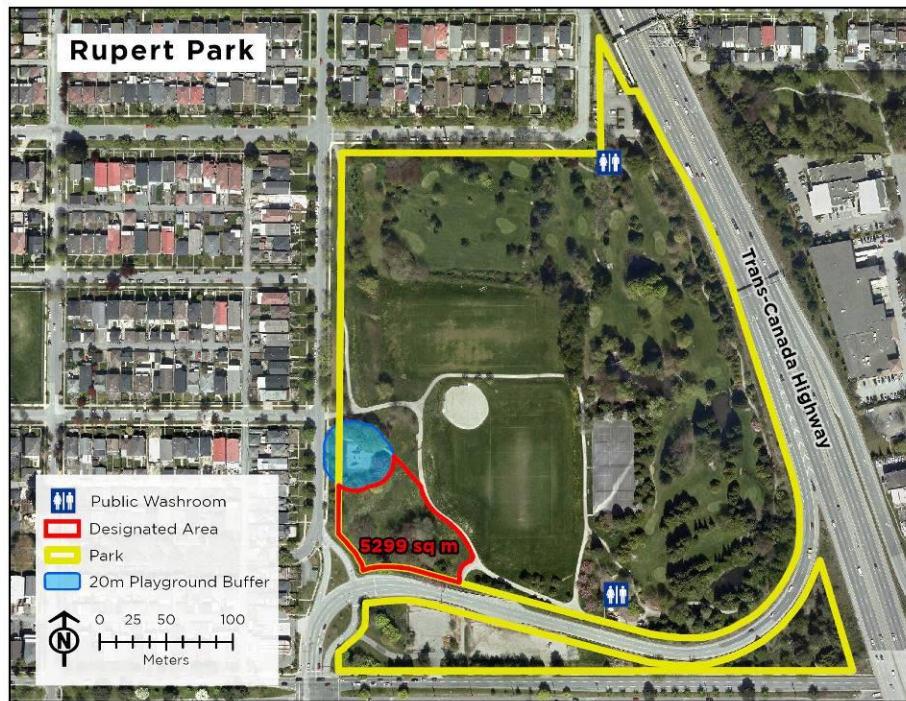 Rupert Park
Trans-Canada Highway
5299 sq m
Public Washroom
Designated Area
Park
20m Playground Buffer
N
0 25 50 100
Meters